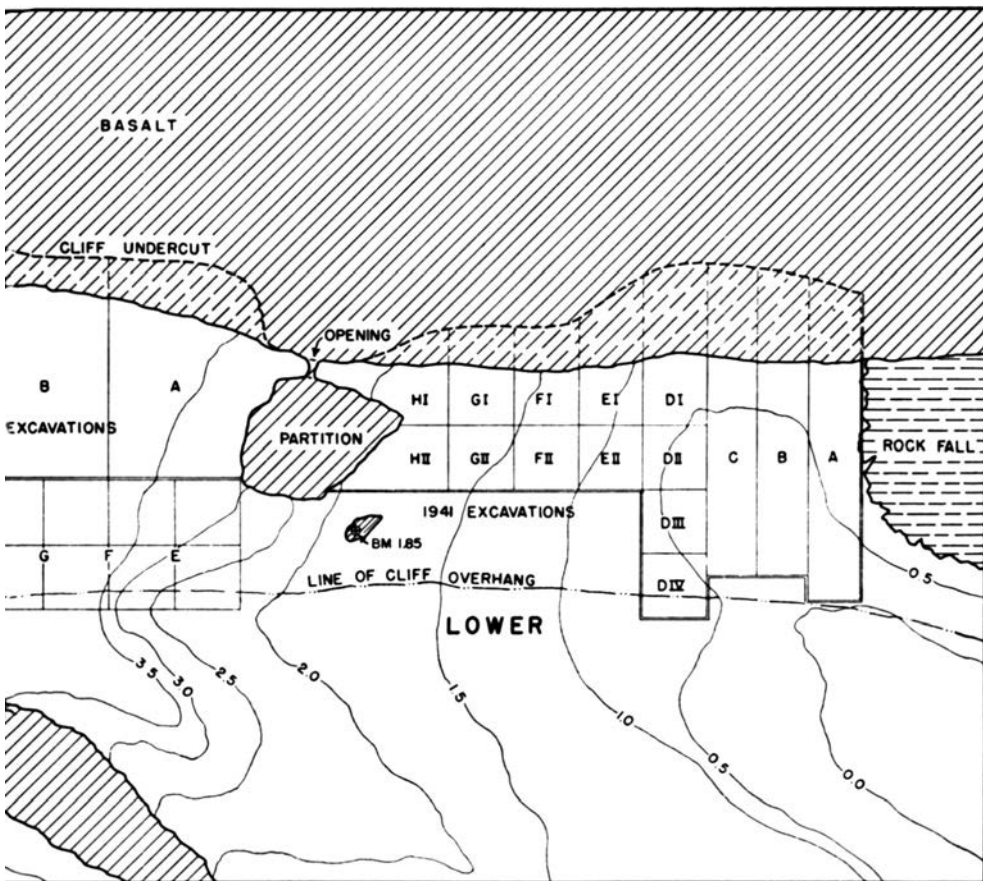 BASALT
CLIFF UNDERCUT
OPENING
B A
EXCAVATIONS
PARTITION
HI GI FI EI DI
HII GII FII EII DII C B A
ROCK FALL
1941 EXCAVATIONS
DIII
BM 1.85
G F E
LINE OF CLIFF OVERHANG
DIV
0.5
LOWER
3.5 3.0 2.5 2.0 1.5 1.0 0.5 0.0